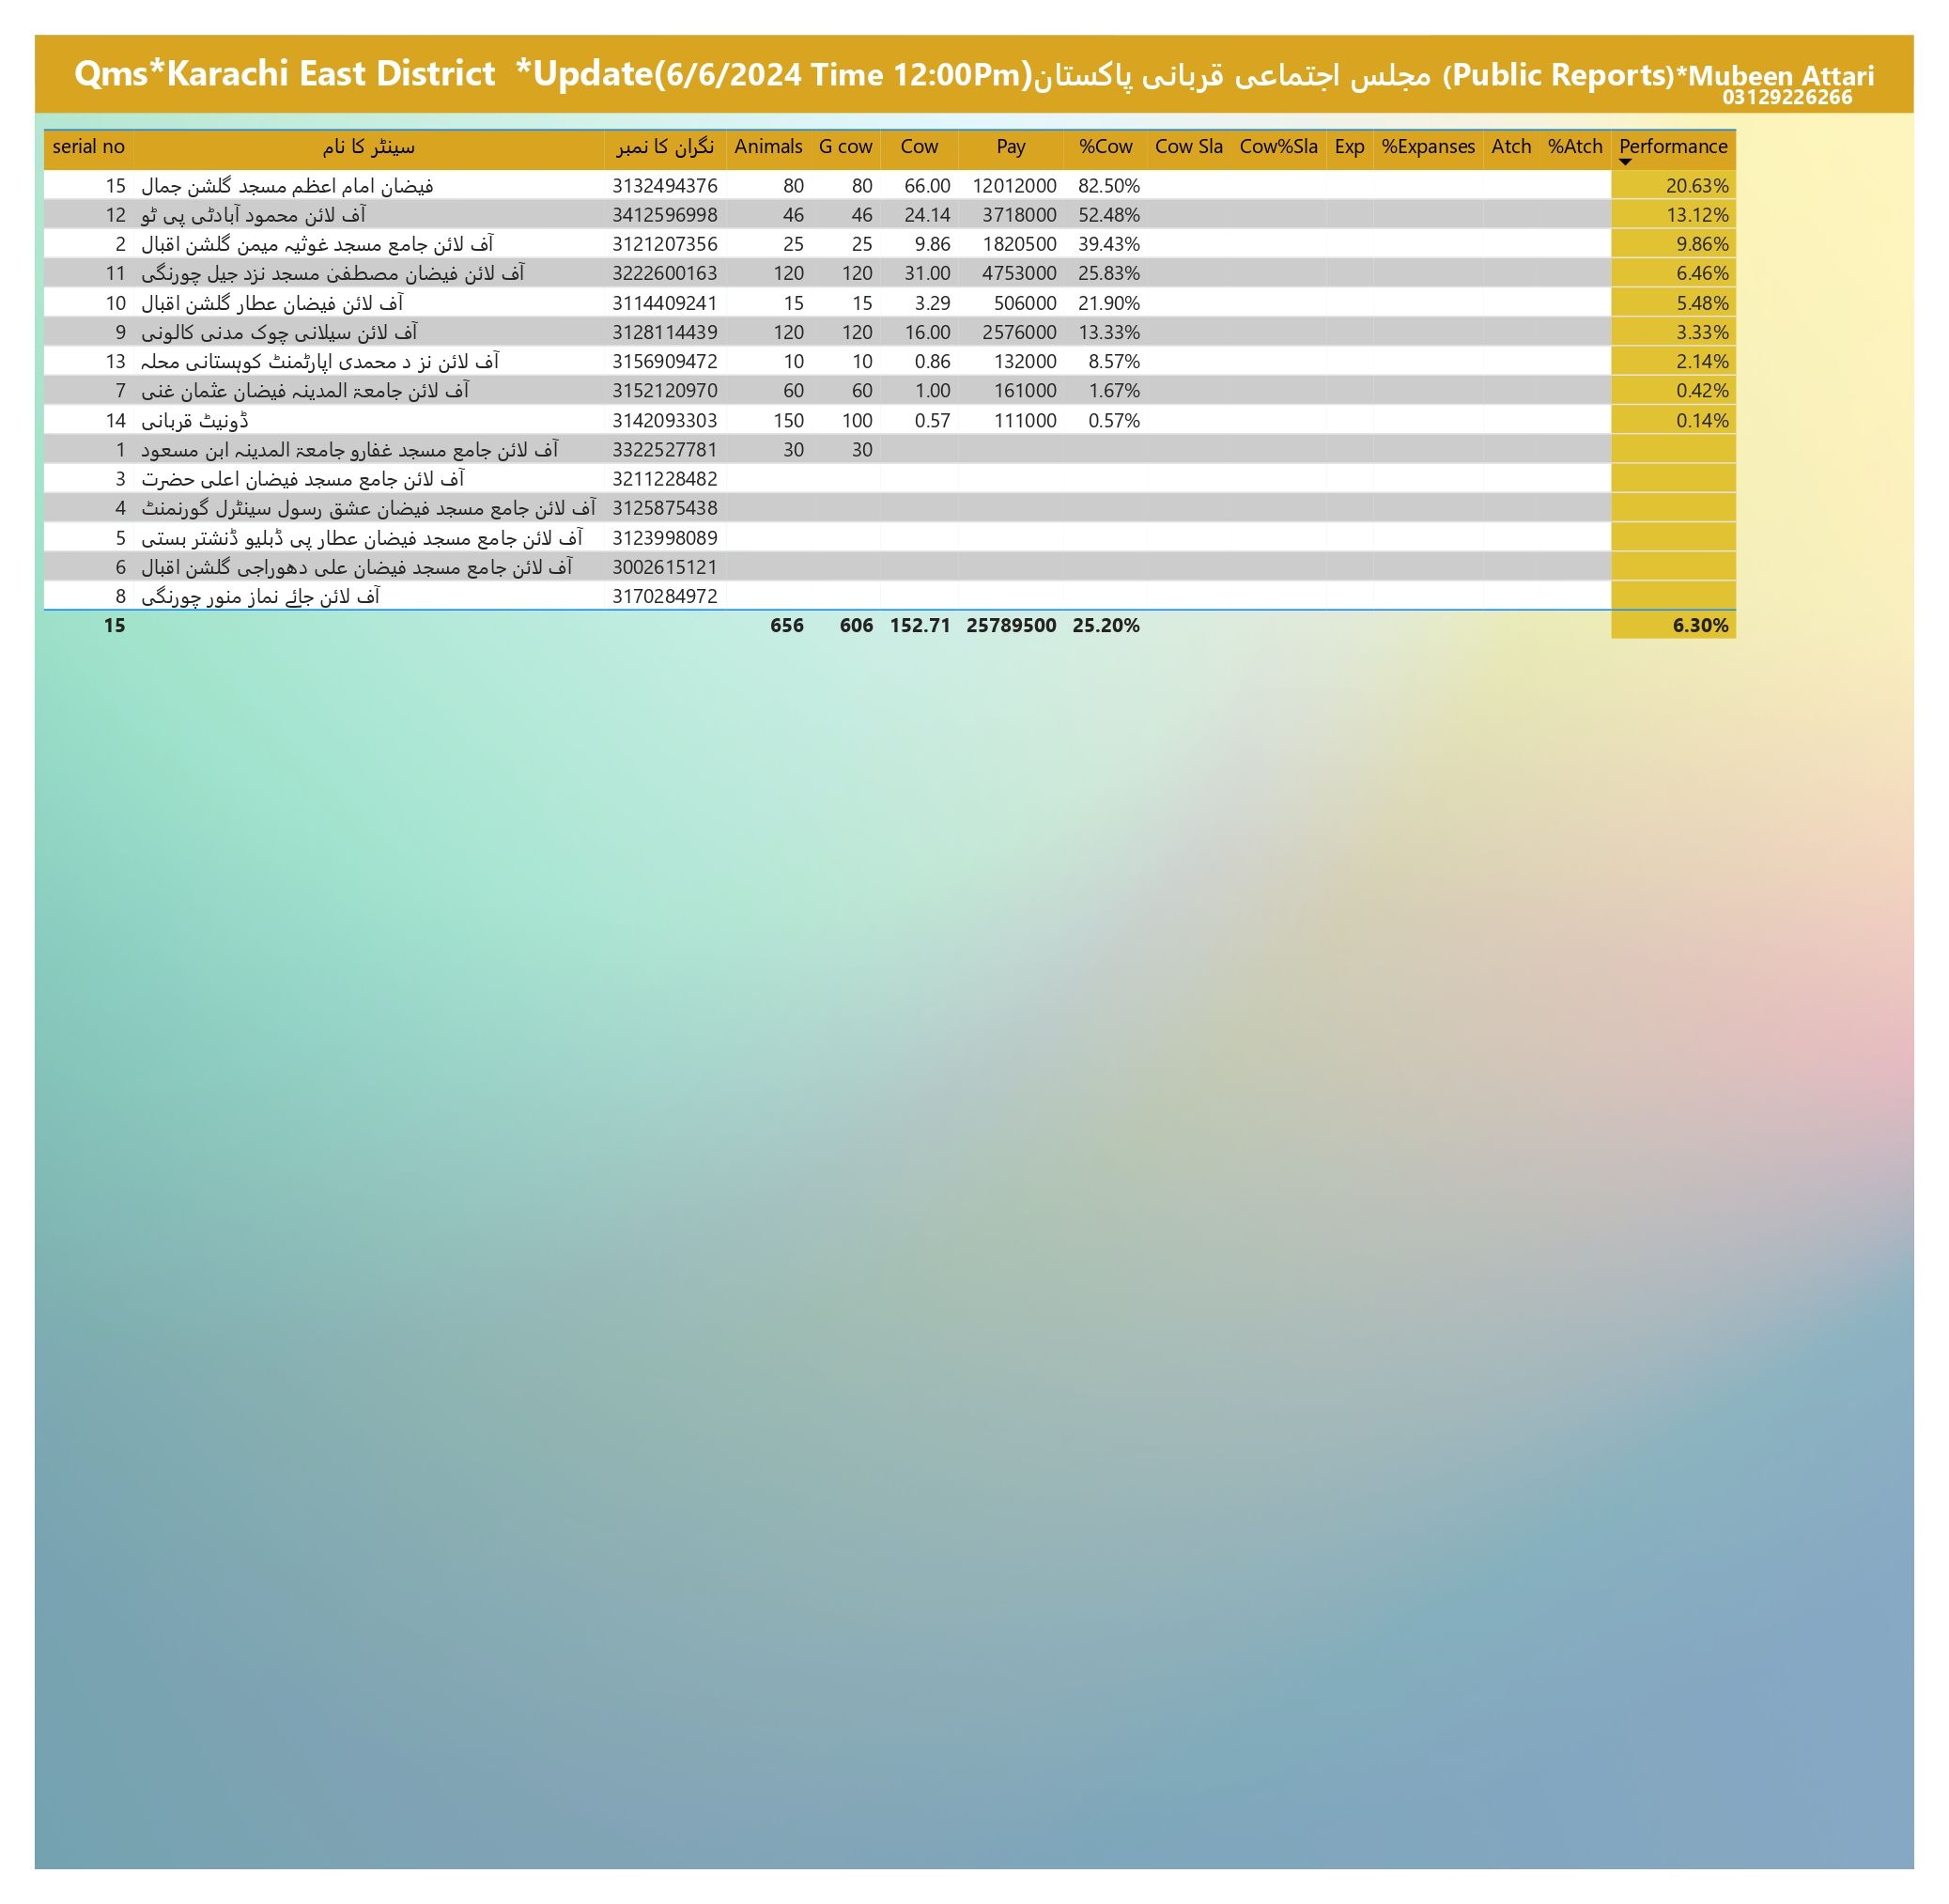 Qms*Karachi East District *Update(6/6/2024 Time 12:00Pm)مجلس اجتماعی قربانی پاکستان (Public Reports)*Mubeen Attari
03129226266
serial no سینٹر کا نام نگران کا نمبر Animals G cow Cow Pay %Cow Cow Sla Cow%Sla Exp %Expanses Atch %Atch Performance
15 فیضان امام اعظم مسجد گلشن جمال 3132494376 80 80 66.00 12012000 82.50% 20.63%
12 آف لائن محمود آبادٹی پی ٹو 3412596998 46 46 24.14 3718000 52.48% 13.12%
2 آف لائن جامع مسجد غوثیہ میمن گلشن اقبال 3121207356 25 25 9.86 1820500 39.43% 9.86%
11 آف لائن فیضان مصطفیٰ مسجد نزد جیل چورنگی 3222600163 120 120 31.00 4753000 25.83% 6.46%
10 آف لائن فیضان عطار گلشن اقبال 3114409241 15 15 3.29 506000 21.90% 5.48%
9 آف لائن سیلانی چوک مدنی کالونی 3128114439 120 120 16.00 2576000 13.33% 3.33%
13 آف لائن نز د محمدی اپارٹمنٹ کوہستانی محلہ 3156909472 10 10 0.86 132000 8.57% 2.14%
7 آف لائن جامعۃ المدینہ فیضان عثمان غنی 3152120970 60 60 1.00 161000 1.67% 0.42%
14 ڈونیٹ قربانی 3142093303 150 100 0.57 111000 0.57% 0.14%
1 آف لائن جامع مسجد غفارو جامعۃ المدینہ ابن مسعود 3322527781 30 30
3 آف لائن جامع مسجد فیضان اعلی حضرت 3211228482
4 آف لائن جامع مسجد فیضان عشق رسول سینٹرل گورنمنٹ 3125875438
5 آف لائن جامع مسجد فیضان عطار پی ڈبلیو ڈنشتر بستی 3123998089
6 آف لائن جامع مسجد فیضان علی دھوراجی گلشن اقبال 3002615121
8 آف لائن جائے نماز منور چورنگی 3170284972
15 656 606 152.71 25789500 25.20% 6.30%